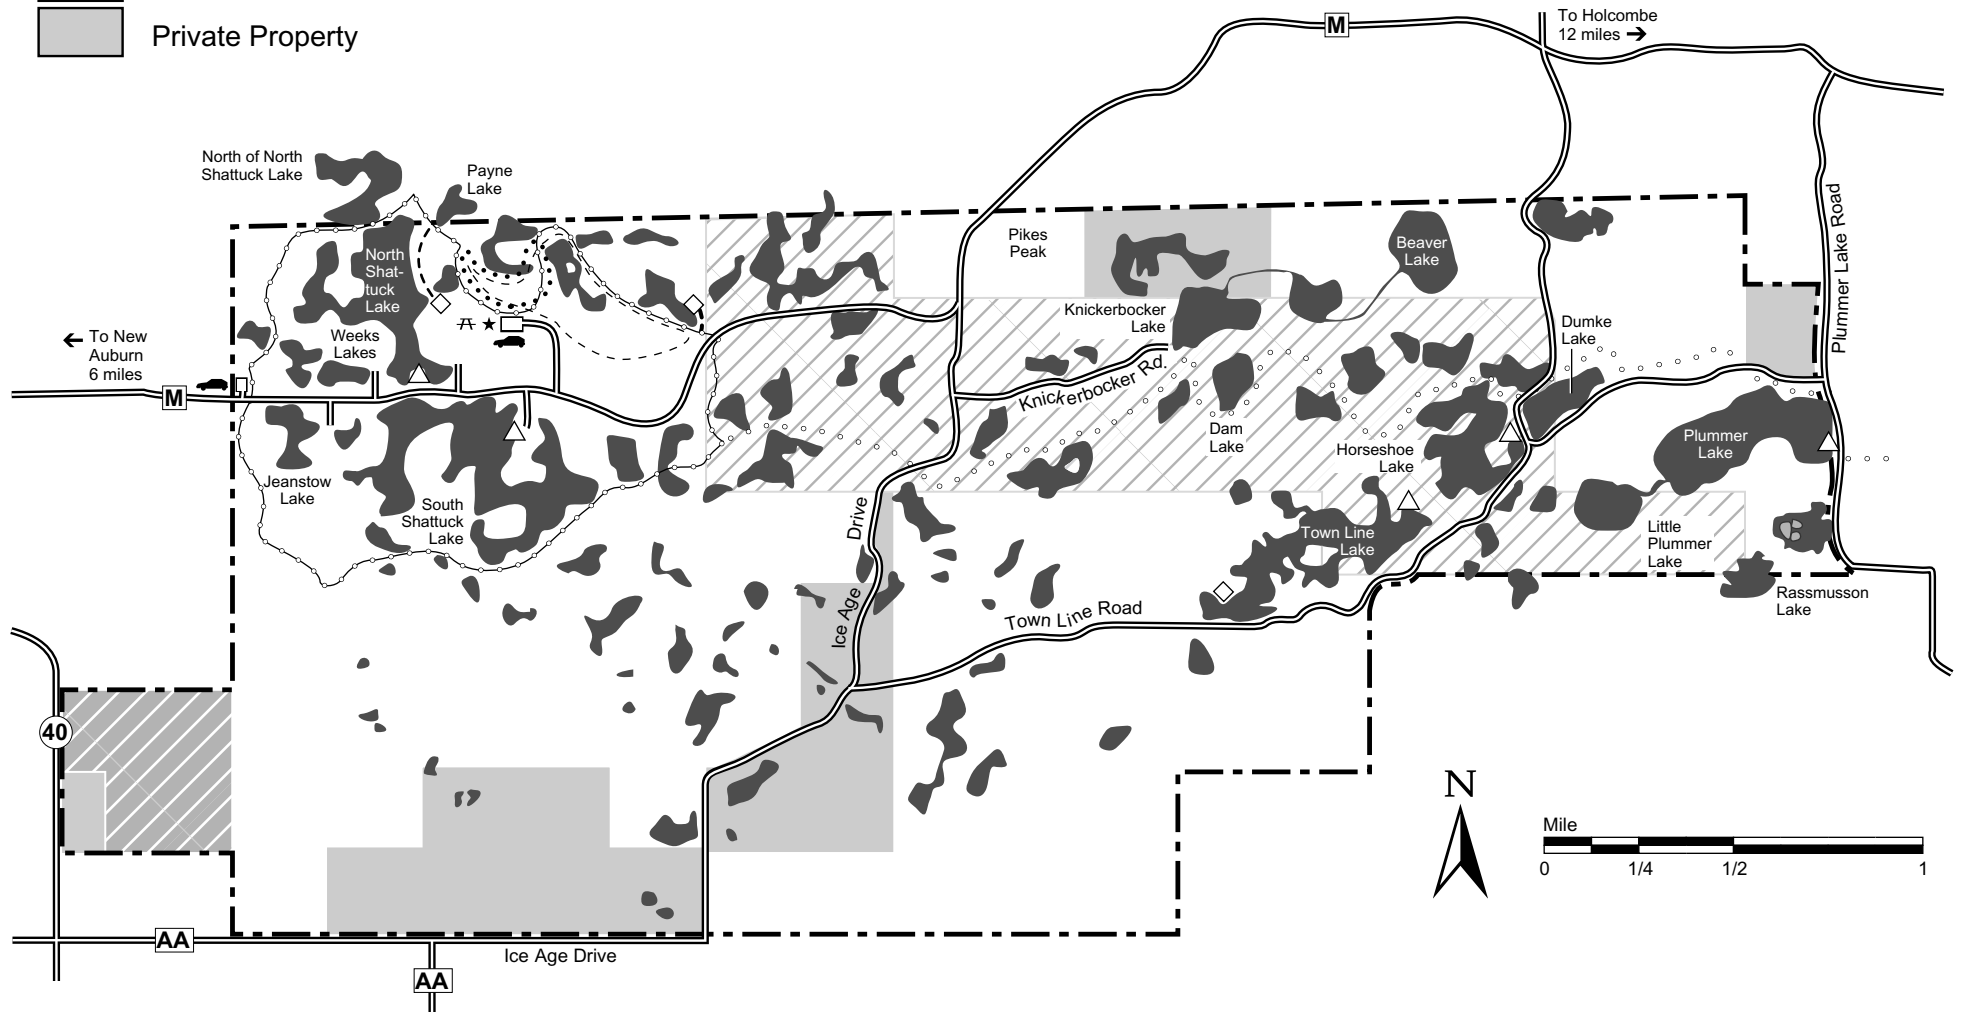 Private Property
M
To Holcombe
12 miles →
North of North
Shattuck Lake
Payne
Lake
Plummer Lake Road
Pikes
Peak
Beaver
Lake
North
Shat-
tuck
Lake
Knickerbocker
Lake
Dumke
Lake
← To New
Auburn
6 miles
Weeks
Lakes
M
Knickerbocker Rd.
Dam
Lake
Horseshoe
Lake
Plummer
Lake
Jeanstow
Lake
South
Shattuck
Lake
Ice Age Drive
Town Line
Lake
Little
Plummer
Lake
Rassmusson
Lake
Town Line Road
40
N
Mile
0 1/4 1/2 1
AA
Ice Age Drive
AA